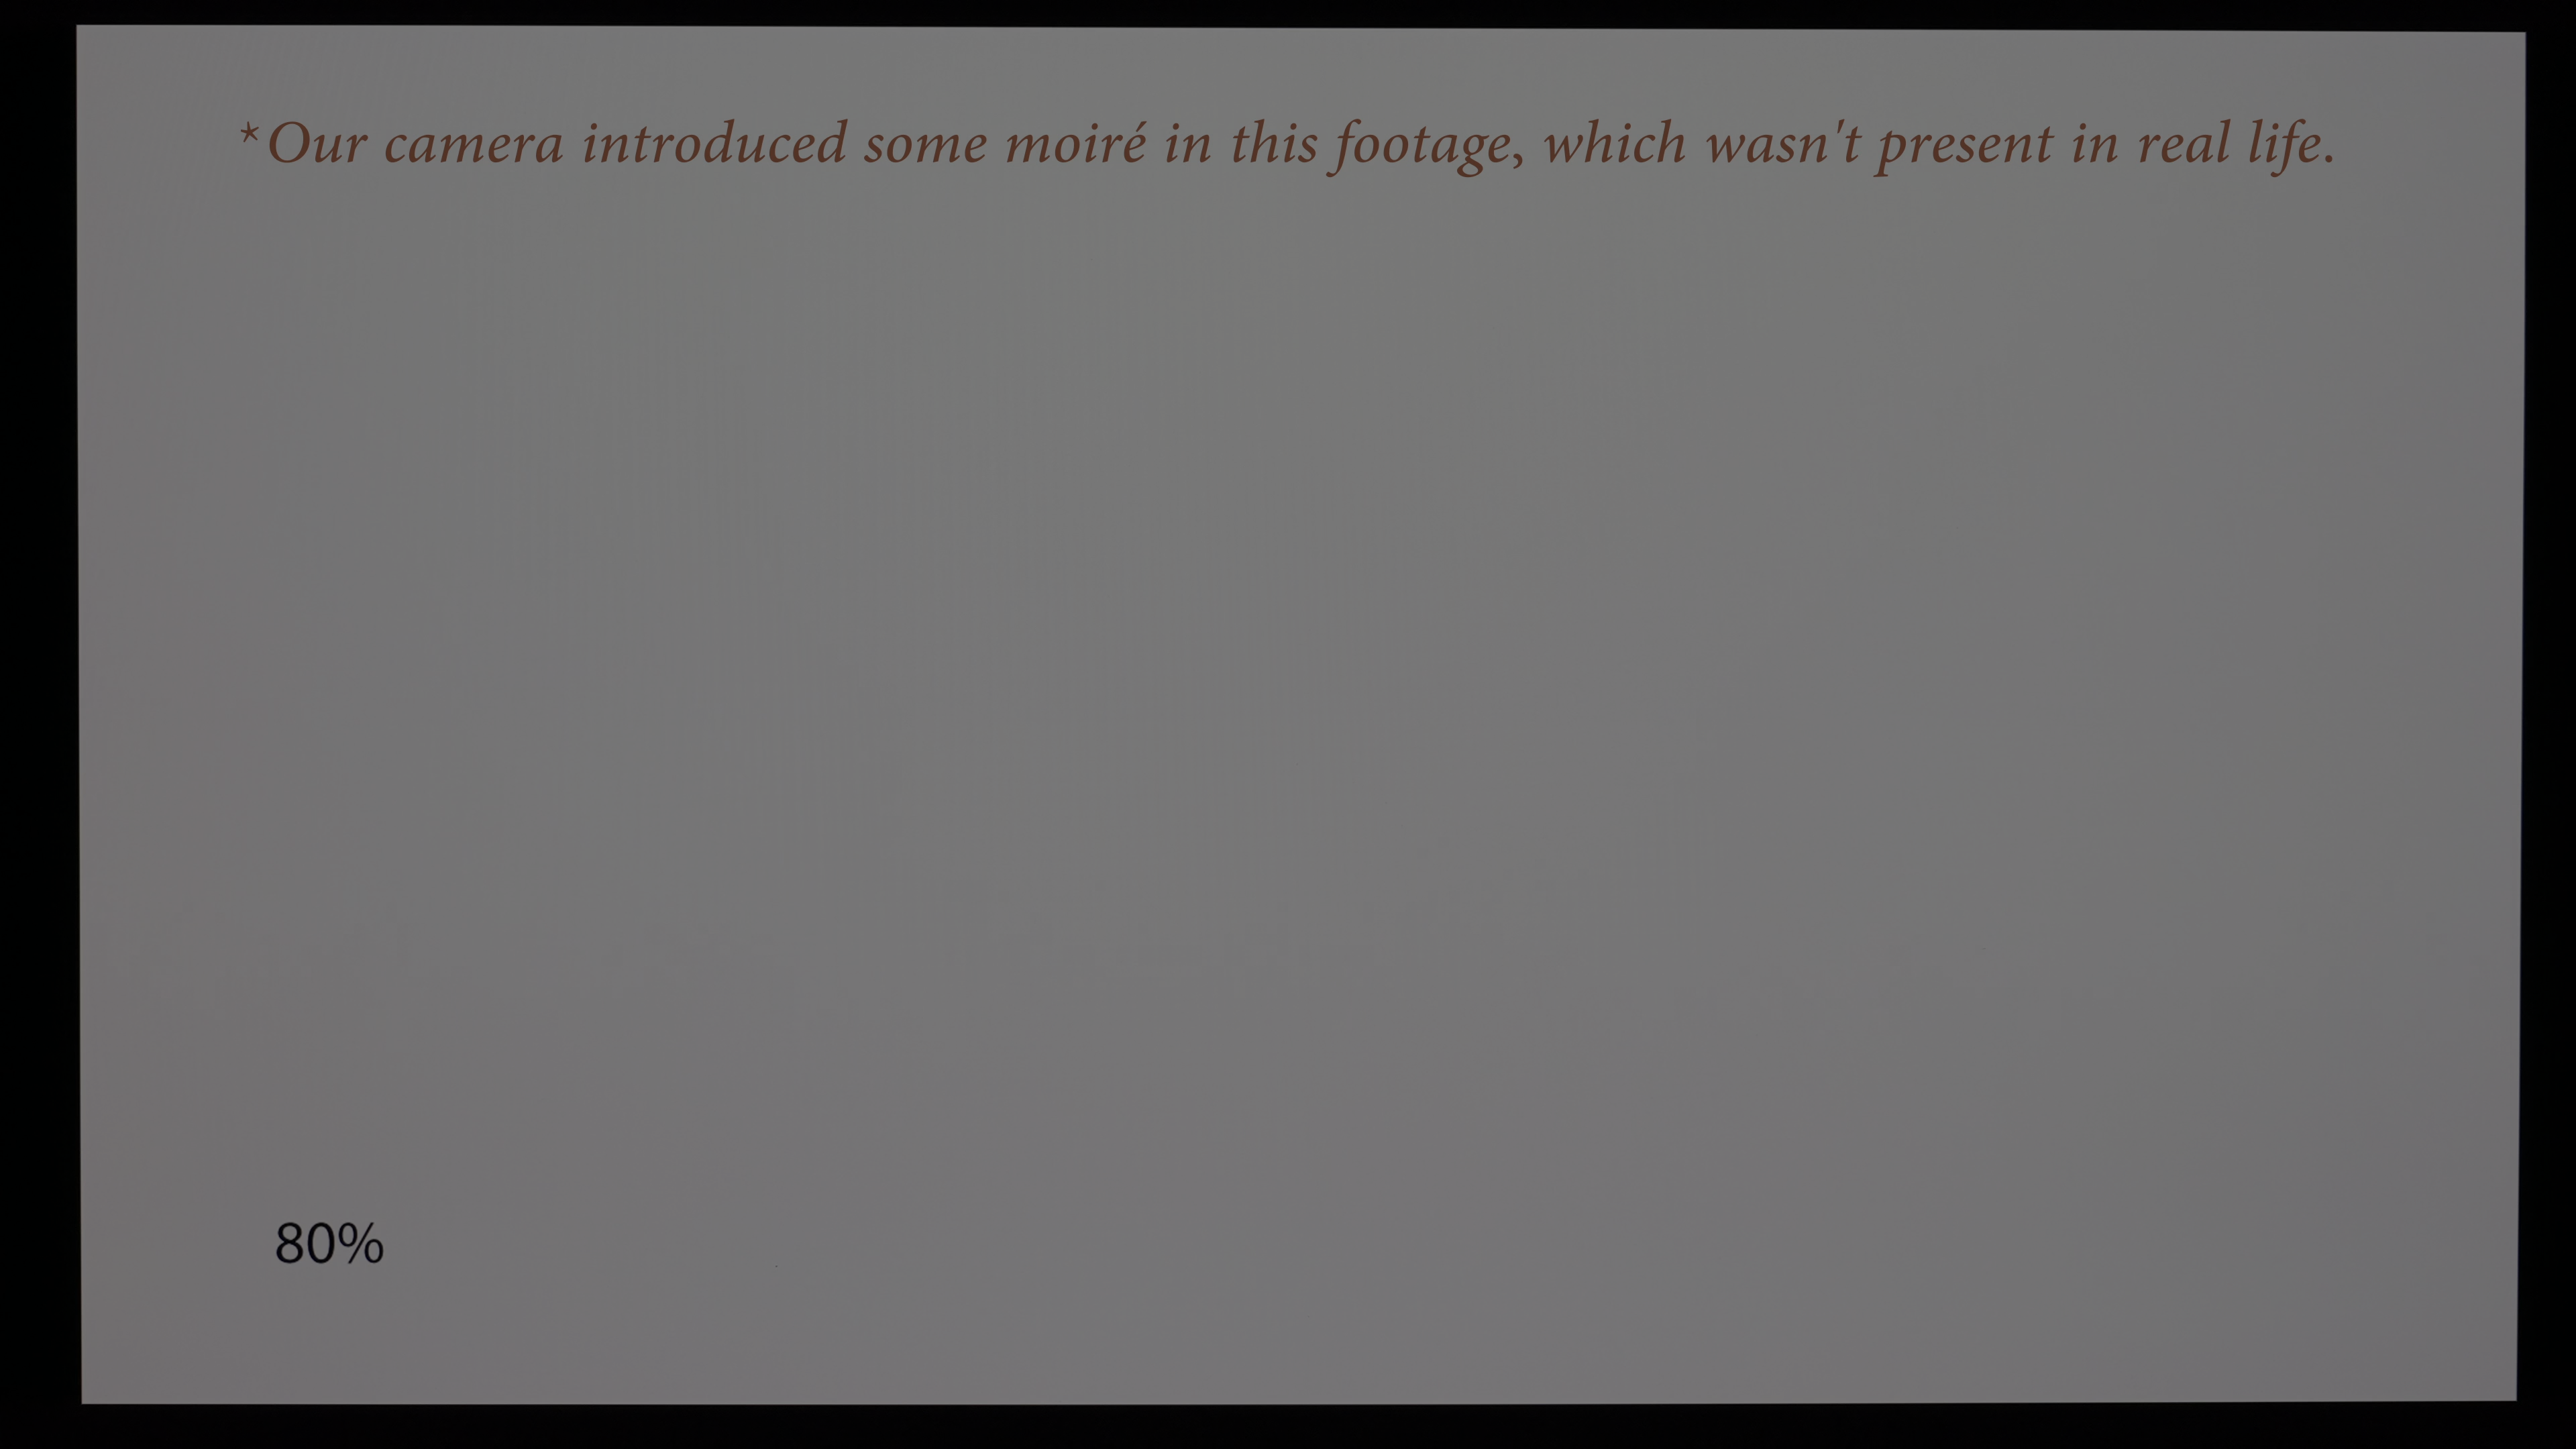 *Our camera introduced some moiré in this footage, which wasn't present in real life.
80%